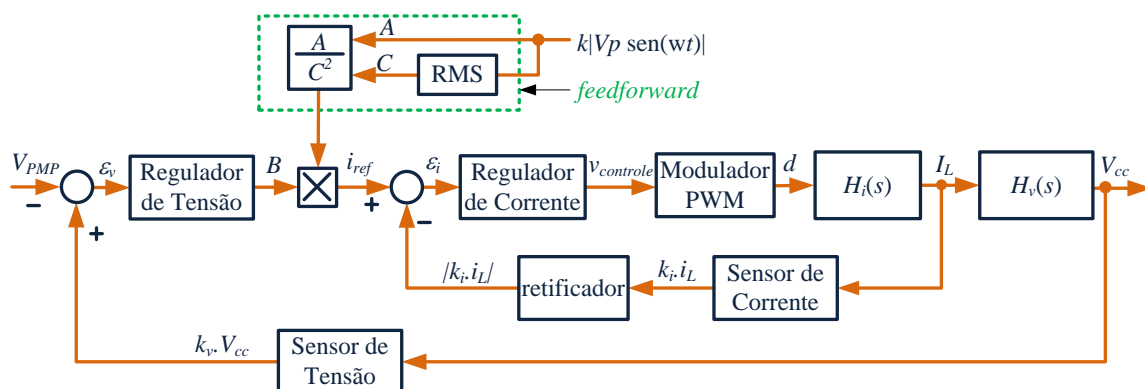 A
A
C²
C
RMS
k|Vp sen(wt)|
feedforward
V_PMP
−
+
ε_v
Regulador
de Tensão
B
i_ref
+
−
ε_i
Regulador
de Corrente
v_controle
Modulador
PWM
d
H_i(s)
I_L
H_v(s)
V_cc
|k_i.i_L|
retificador
k_i.i_L
Sensor de
Corrente
k_v.V_cc
Sensor de
Tensão